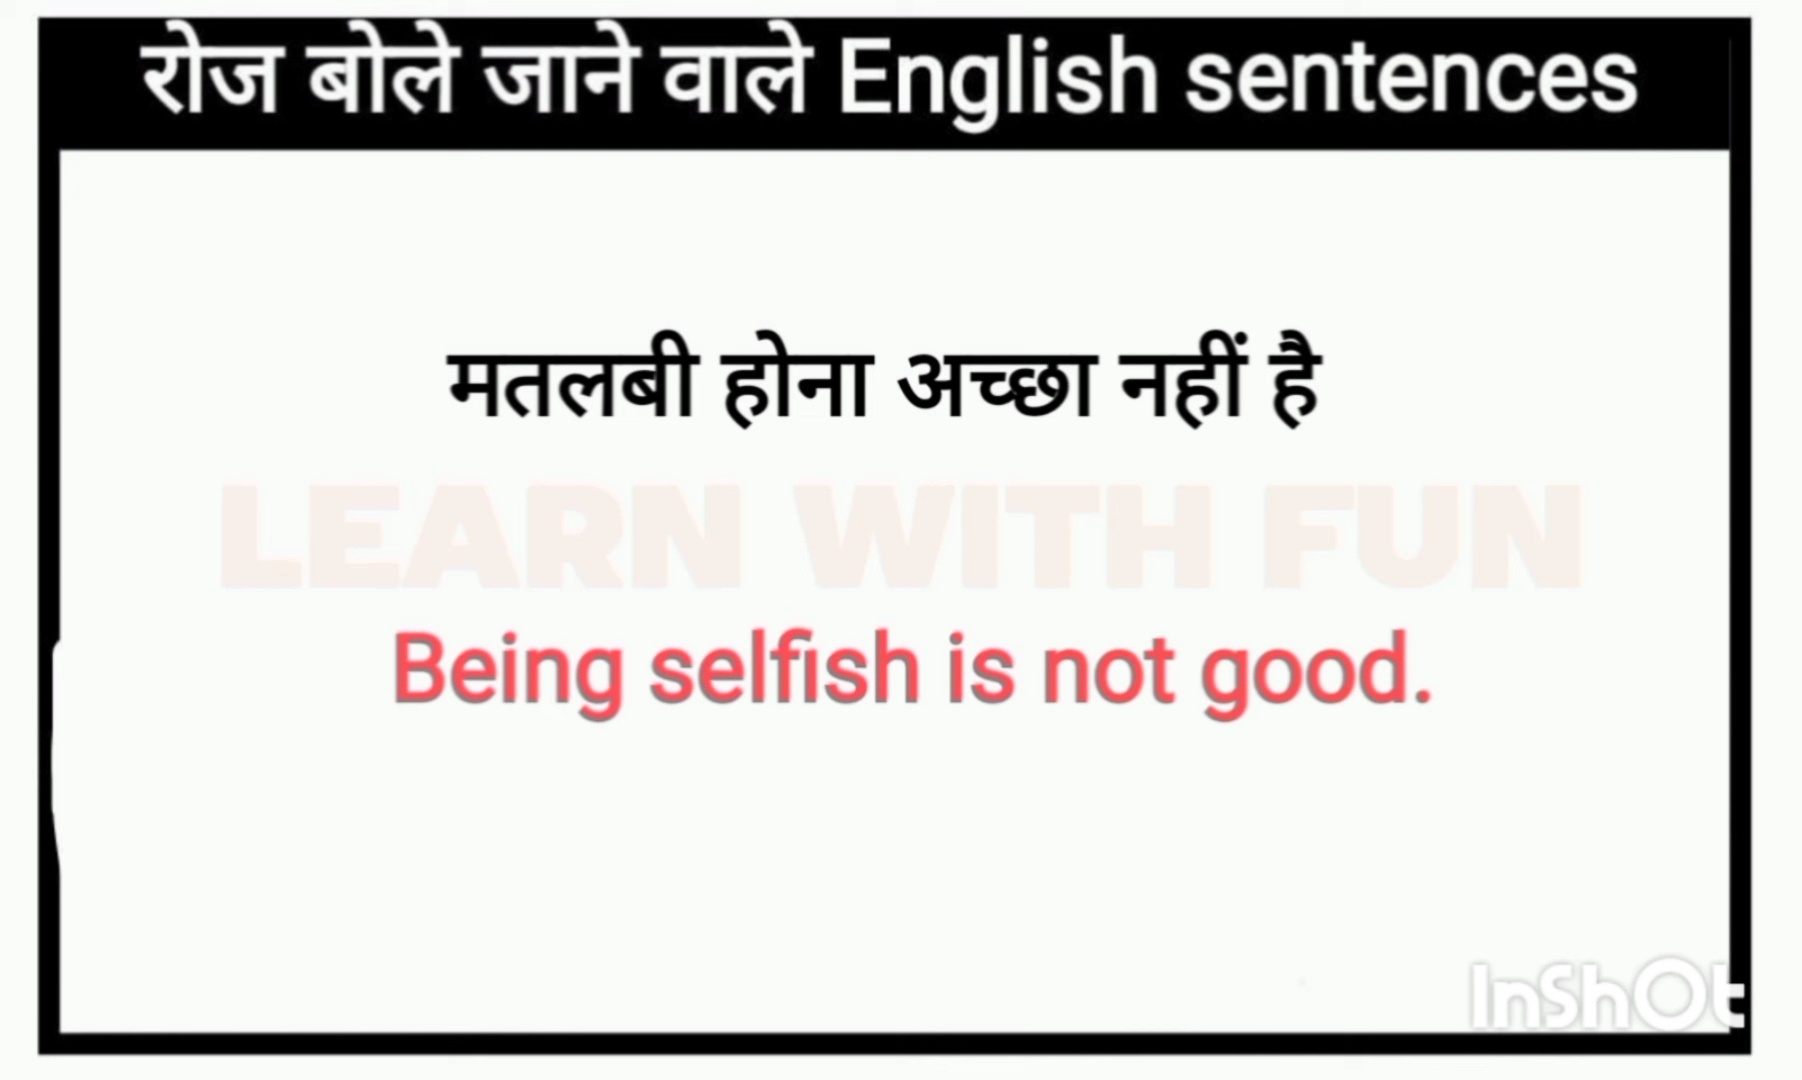 रोज बोले जाने वाले English sentences
मतलबी होना अच्छा नहीं है
LEARN WITH FUN
Being selfish is not good.
InShOt